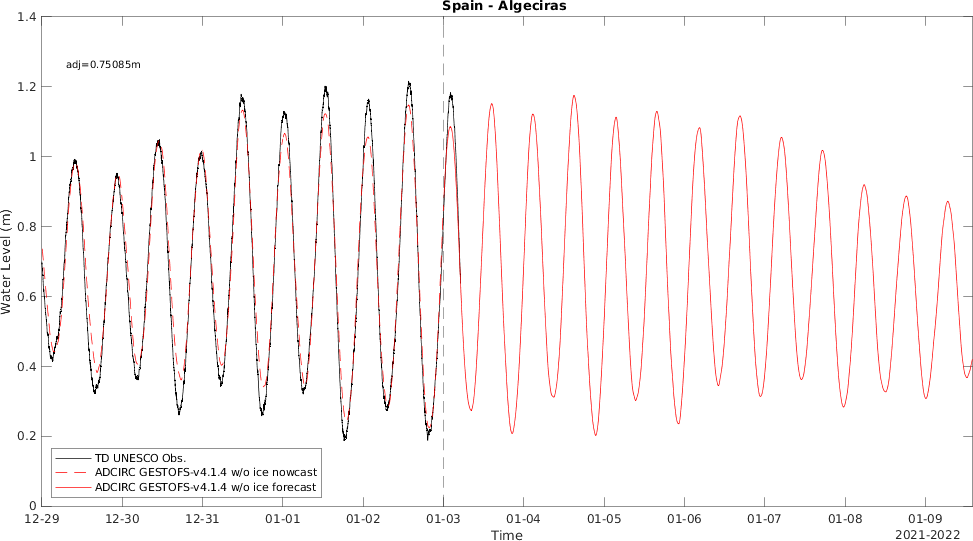 Spain - Algeciras
1.4
adj=0.75085m
1.2
1
0.8
Water Level (m)
0.6
0.4
0.2
0
TD UNESCO Obs.
ADCIRC GESTOFS-v4.1.4 w/o ice nowcast
ADCIRC GESTOFS-v4.1.4 w/o ice forecast
12-29 12-30 12-31 01-01 01-02 01-03 01-04 01-05 01-06 01-07 01-08 01-09
Time
2021-2022